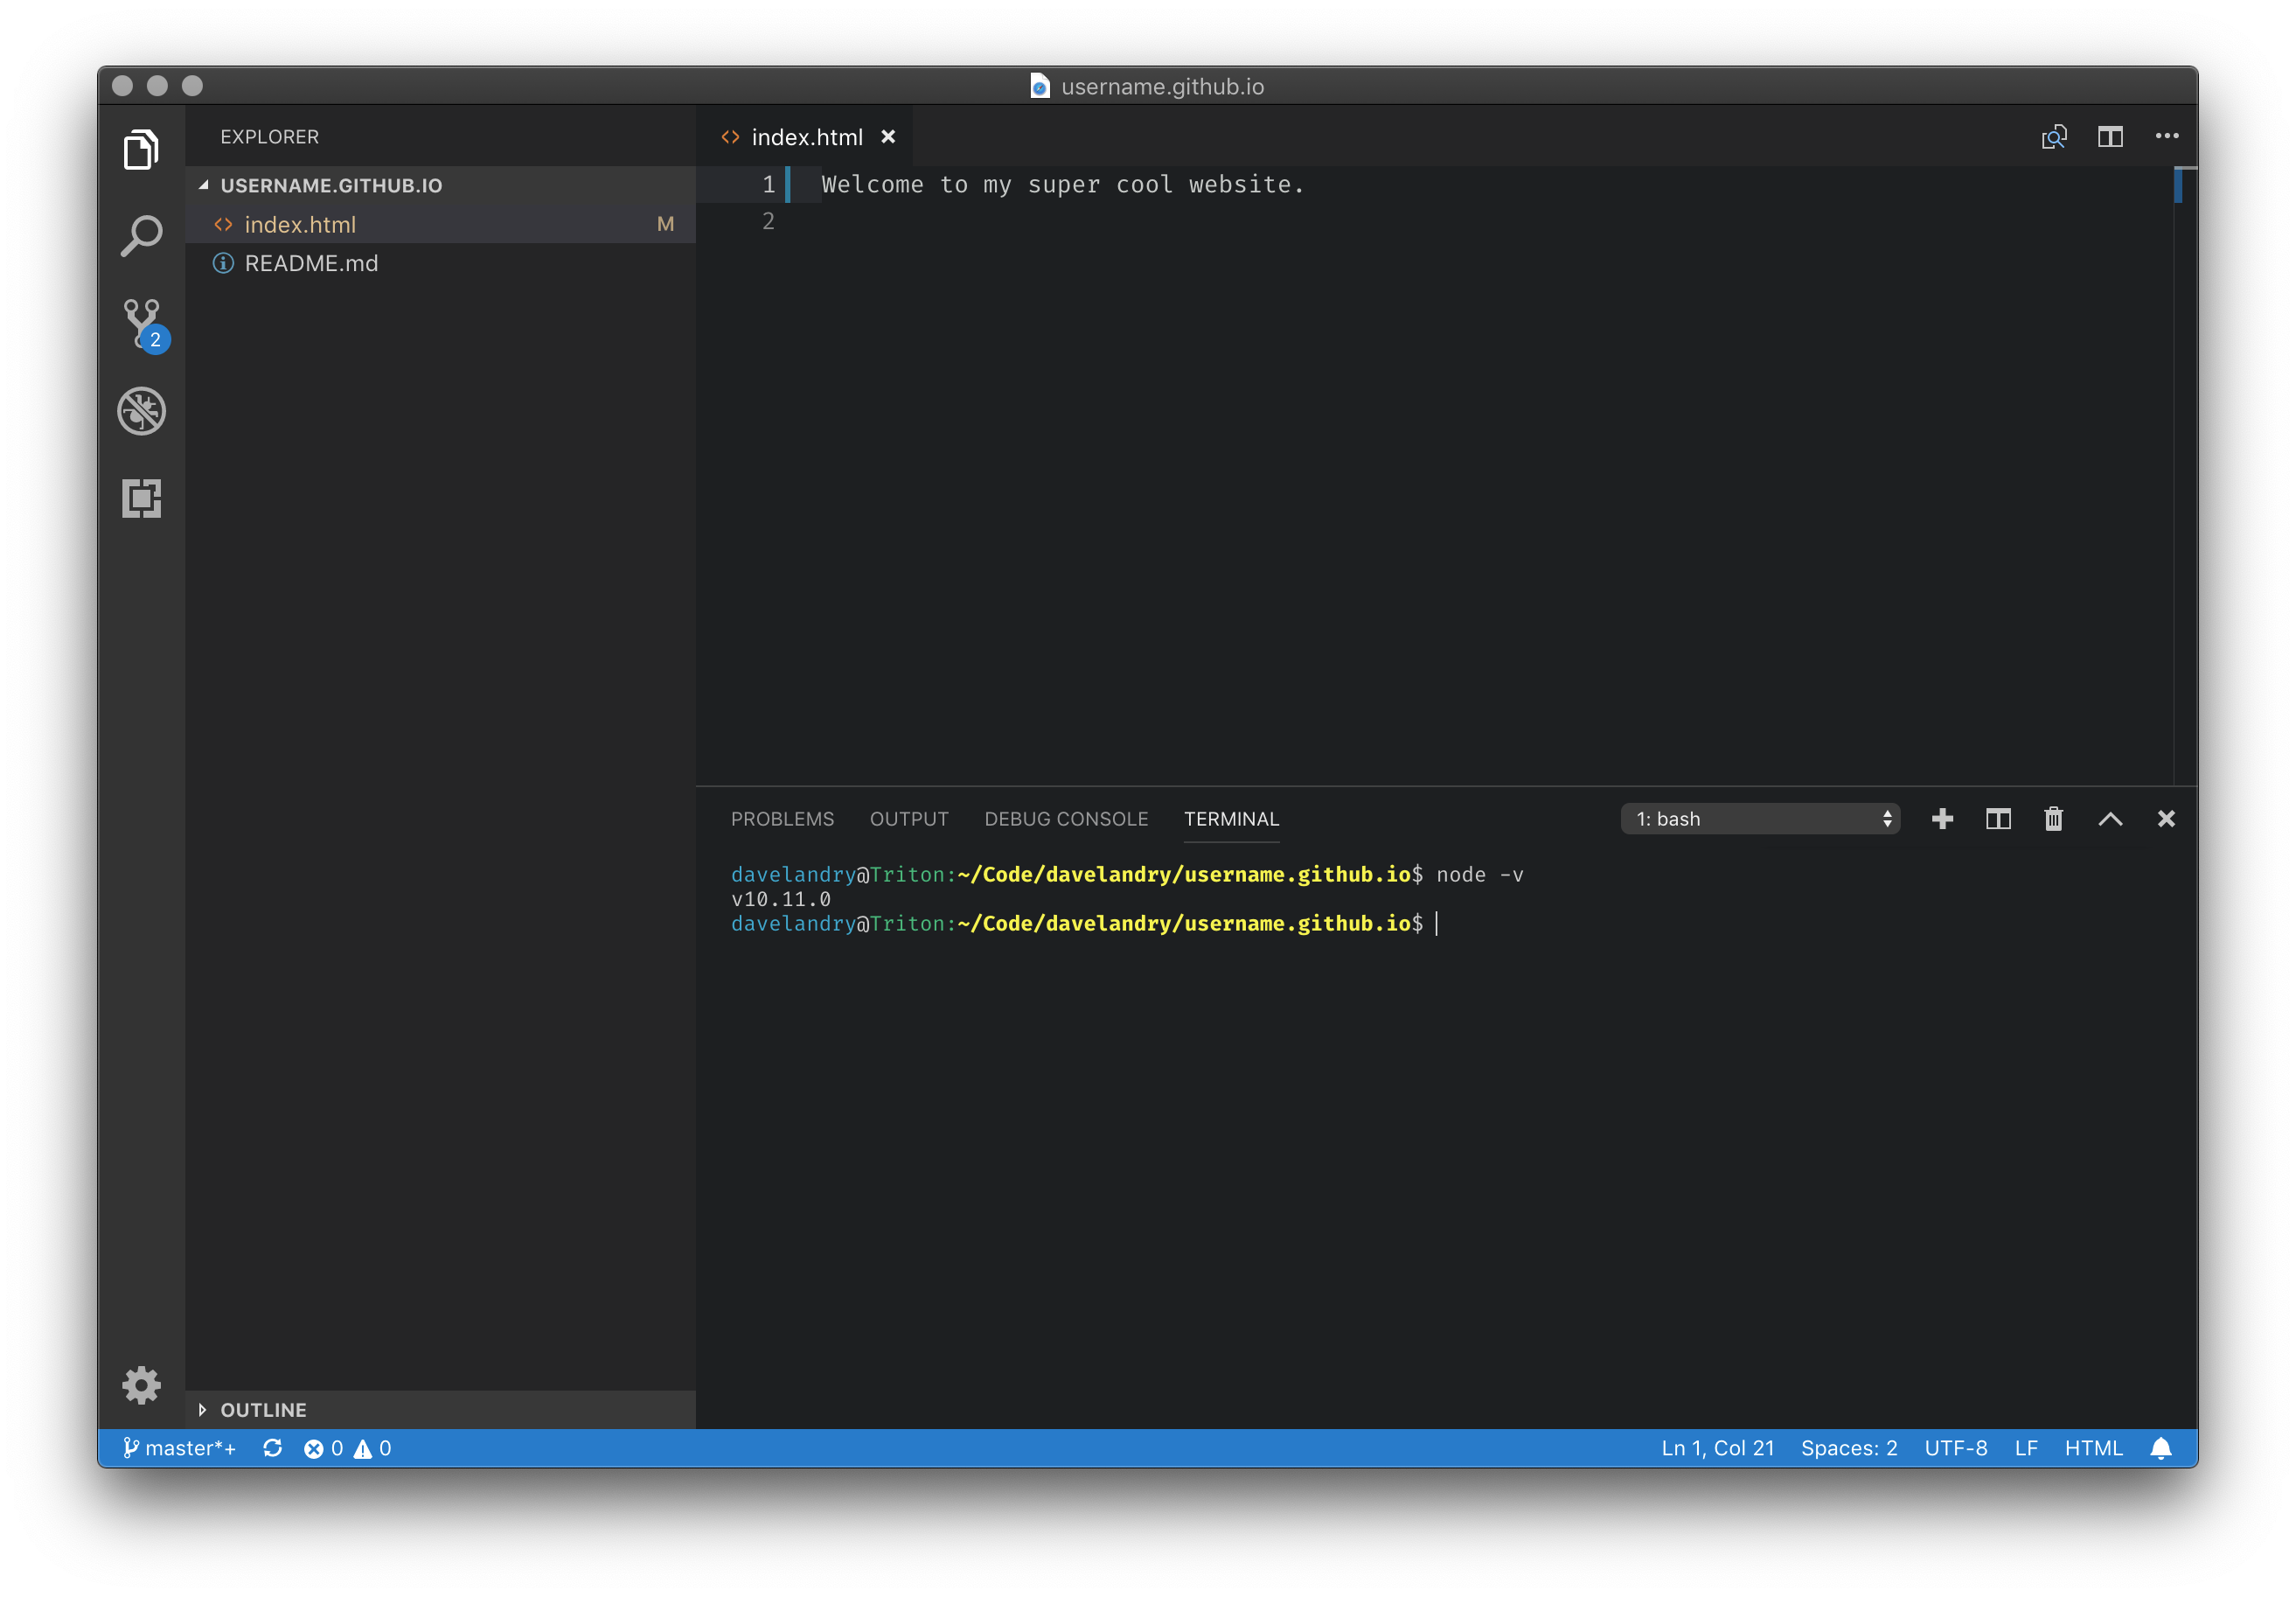 username.github.io
EXPLORER
USERNAME.GITHUB.IO
index.html M
README.md
2
OUTLINE
index.html
1 Welcome to my super cool website.
2
PROBLEMS OUTPUT DEBUG CONSOLE TERMINAL 1: bash
davelandry@Triton:~/Code/davelandry/username.github.io$ node -v
v10.11.0
davelandry@Triton:~/Code/davelandry/username.github.io$
master*+ 0 0 Ln 1, Col 21 Spaces: 2 UTF-8 LF HTML